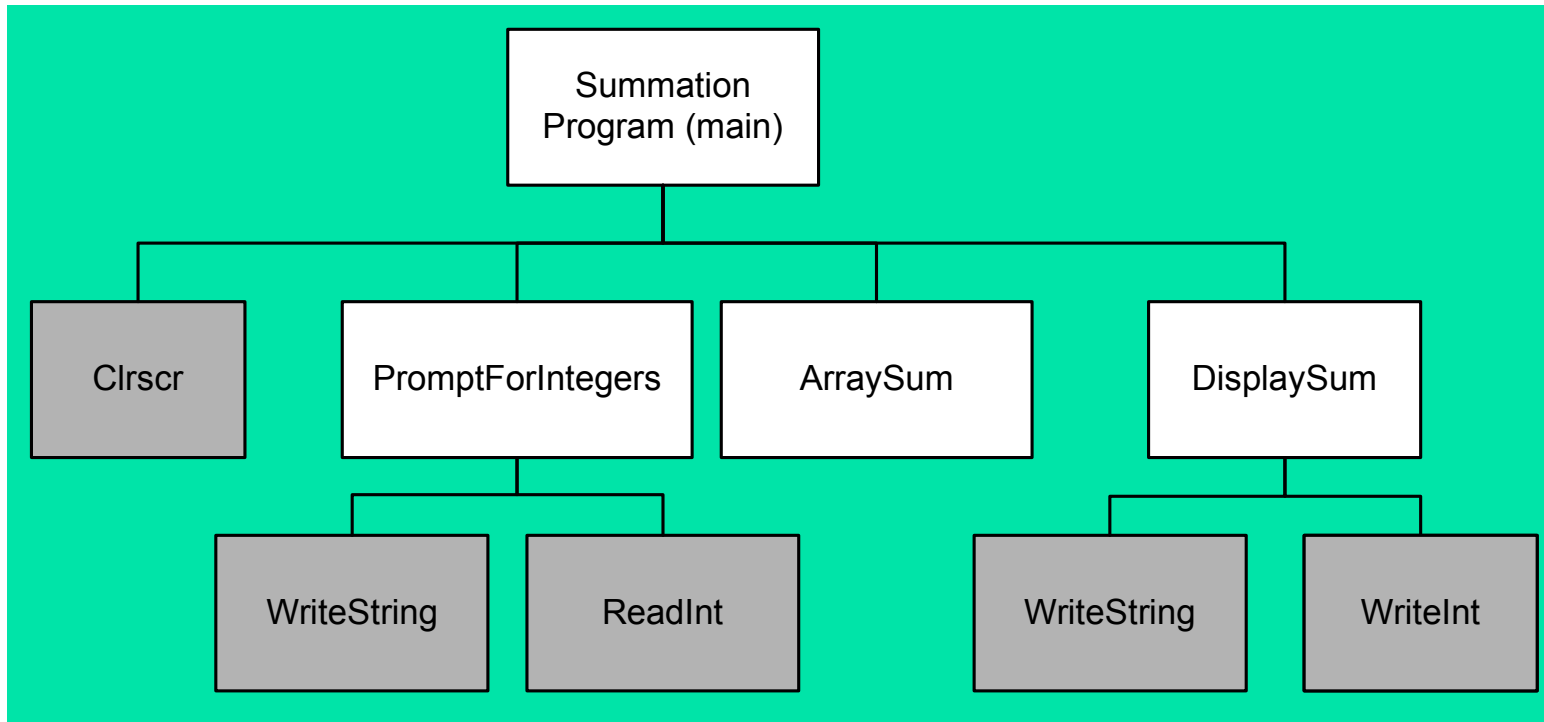 Summation
Program (main)
Clrscr
PromptForIntegers
ArraySum
DisplaySum
WriteString
ReadInt
WriteString
WriteInt